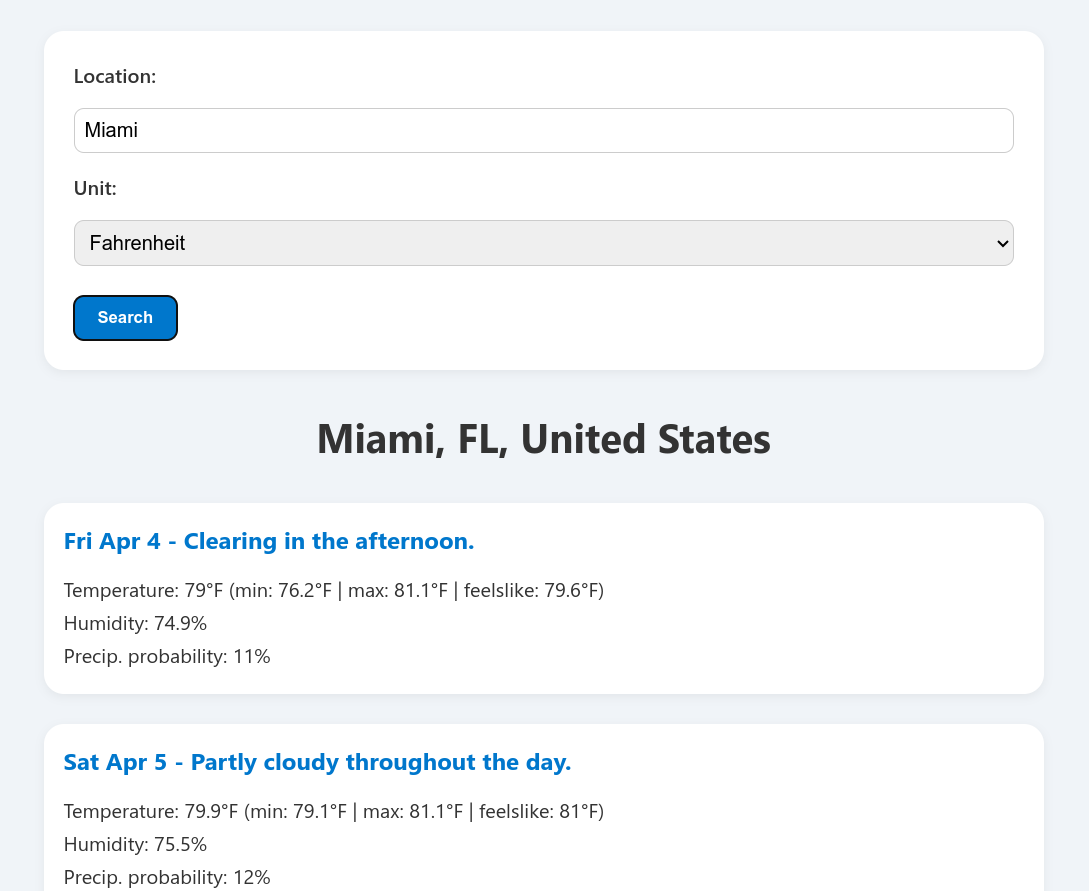 Location:
Miami
Unit:
Fahrenheit
Search
Miami, FL, United States
Fri Apr 4 - Clearing in the afternoon.
Temperature: 79°F (min: 76.2°F | max: 81.1°F | feelslike: 79.6°F)
Humidity: 74.9%
Precip. probability: 11%
Sat Apr 5 - Partly cloudy throughout the day.
Temperature: 79.9°F (min: 79.1°F | max: 81.1°F | feelslike: 81°F)
Humidity: 75.5%
Precip. probability: 12%